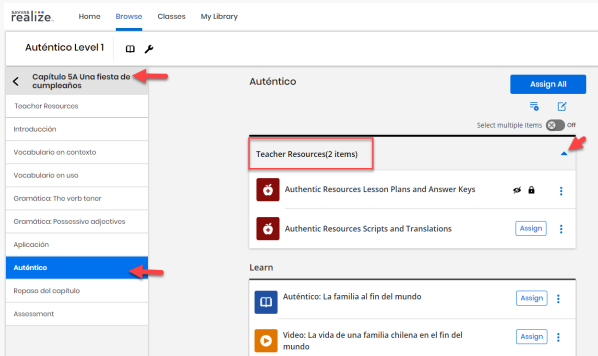 SAVVAS
realize.
Home Browse Classes My Library
Auténtico Level 1
Capítulo 5A Una fiesta de
cumpleaños
Teacher Resources
Introducción
Vocabulario en contexto
Vocabulario en uso
Gramática: The verb tener
Gramática: Possessive adjectives
Aplicación
Auténtico
Repaso del capítulo
Assessment
Auténtico
Assign All
Select multiple items Off
Teacher Resources(2 items)
Authentic Resources Lesson Plans and Answer Keys
Authentic Resources Scripts and Translations Assign
Learn
Auténtico: La familia al fin del mundo Assign
Video: La vida de una familia chilena en el fin del
mundo
Assign